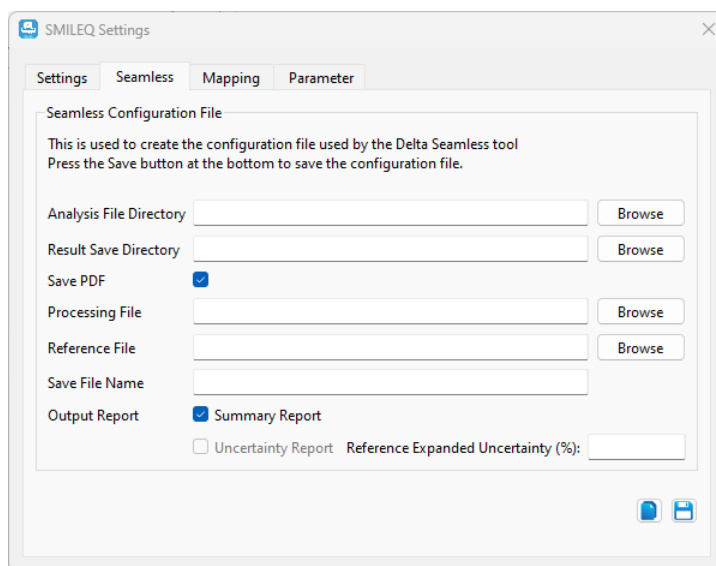 SMILEQ Settings
Settings Seamless Mapping Parameter
Seamless Configuration File
This is used to create the configuration file used by the Delta Seamless tool
Press the Save button at the bottom to save the configuration file.
Analysis File Directory Browse
Result Save Directory Browse
Save PDF
Processing File Browse
Reference File Browse
Save File Name
Output Report Summary Report
Uncertainty Report Reference Expanded Uncertainty (%):